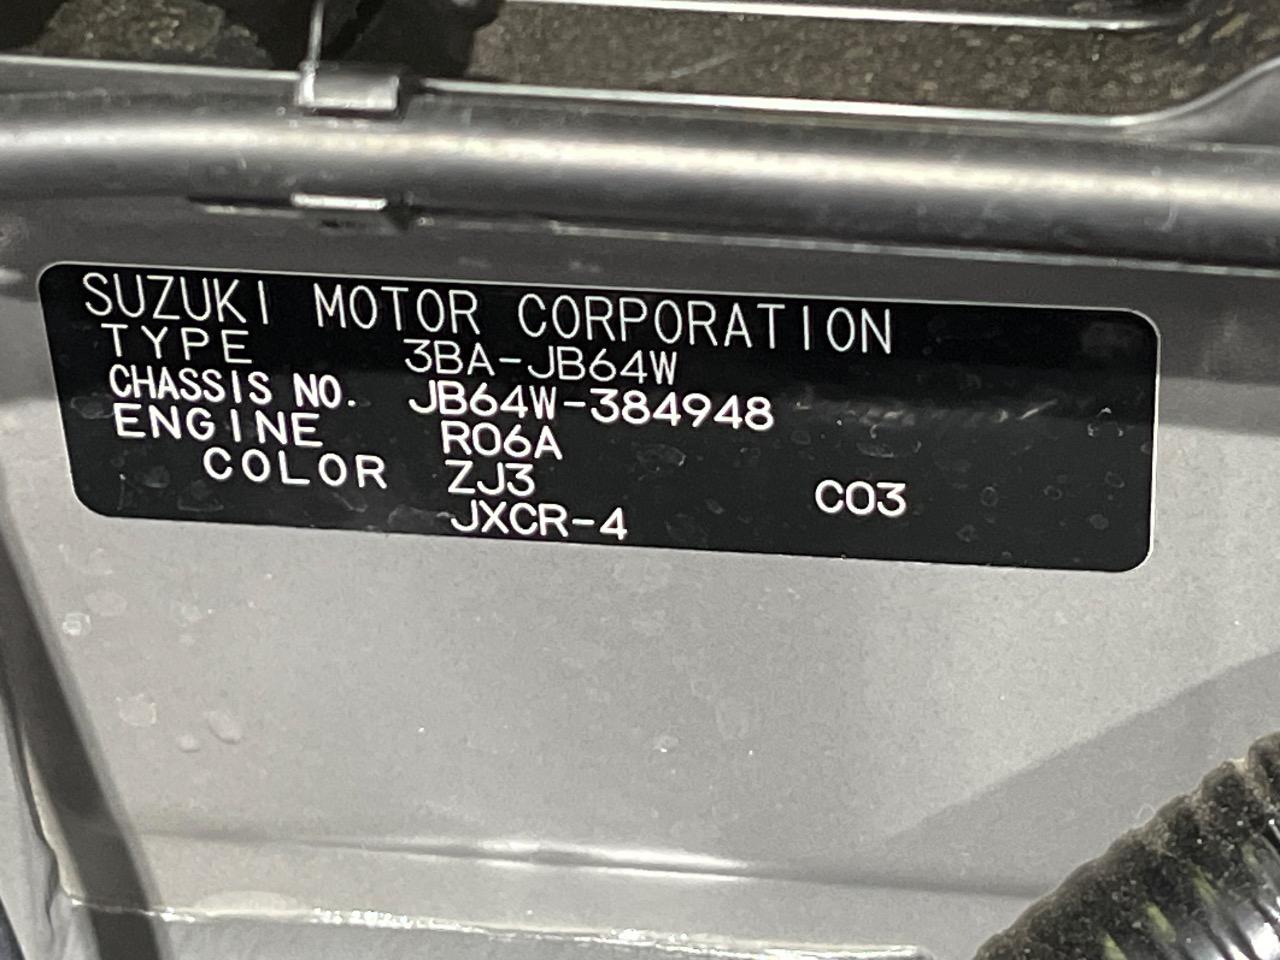 SUZUKI MOTOR CORPORATION
TYPE 3BA-JB64W
CHASSIS NO. JB64W-384948
ENGINE R06A
COLOR ZJ3 C03
JXCR-4